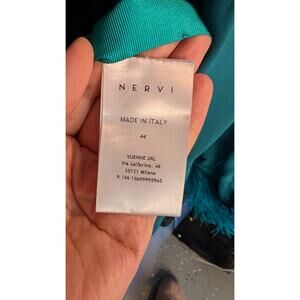 NERVI
MADE IN ITALY
44
VUENNE SRL
Via Solferino, 48
20121 Milano
P. IVA 10699990965